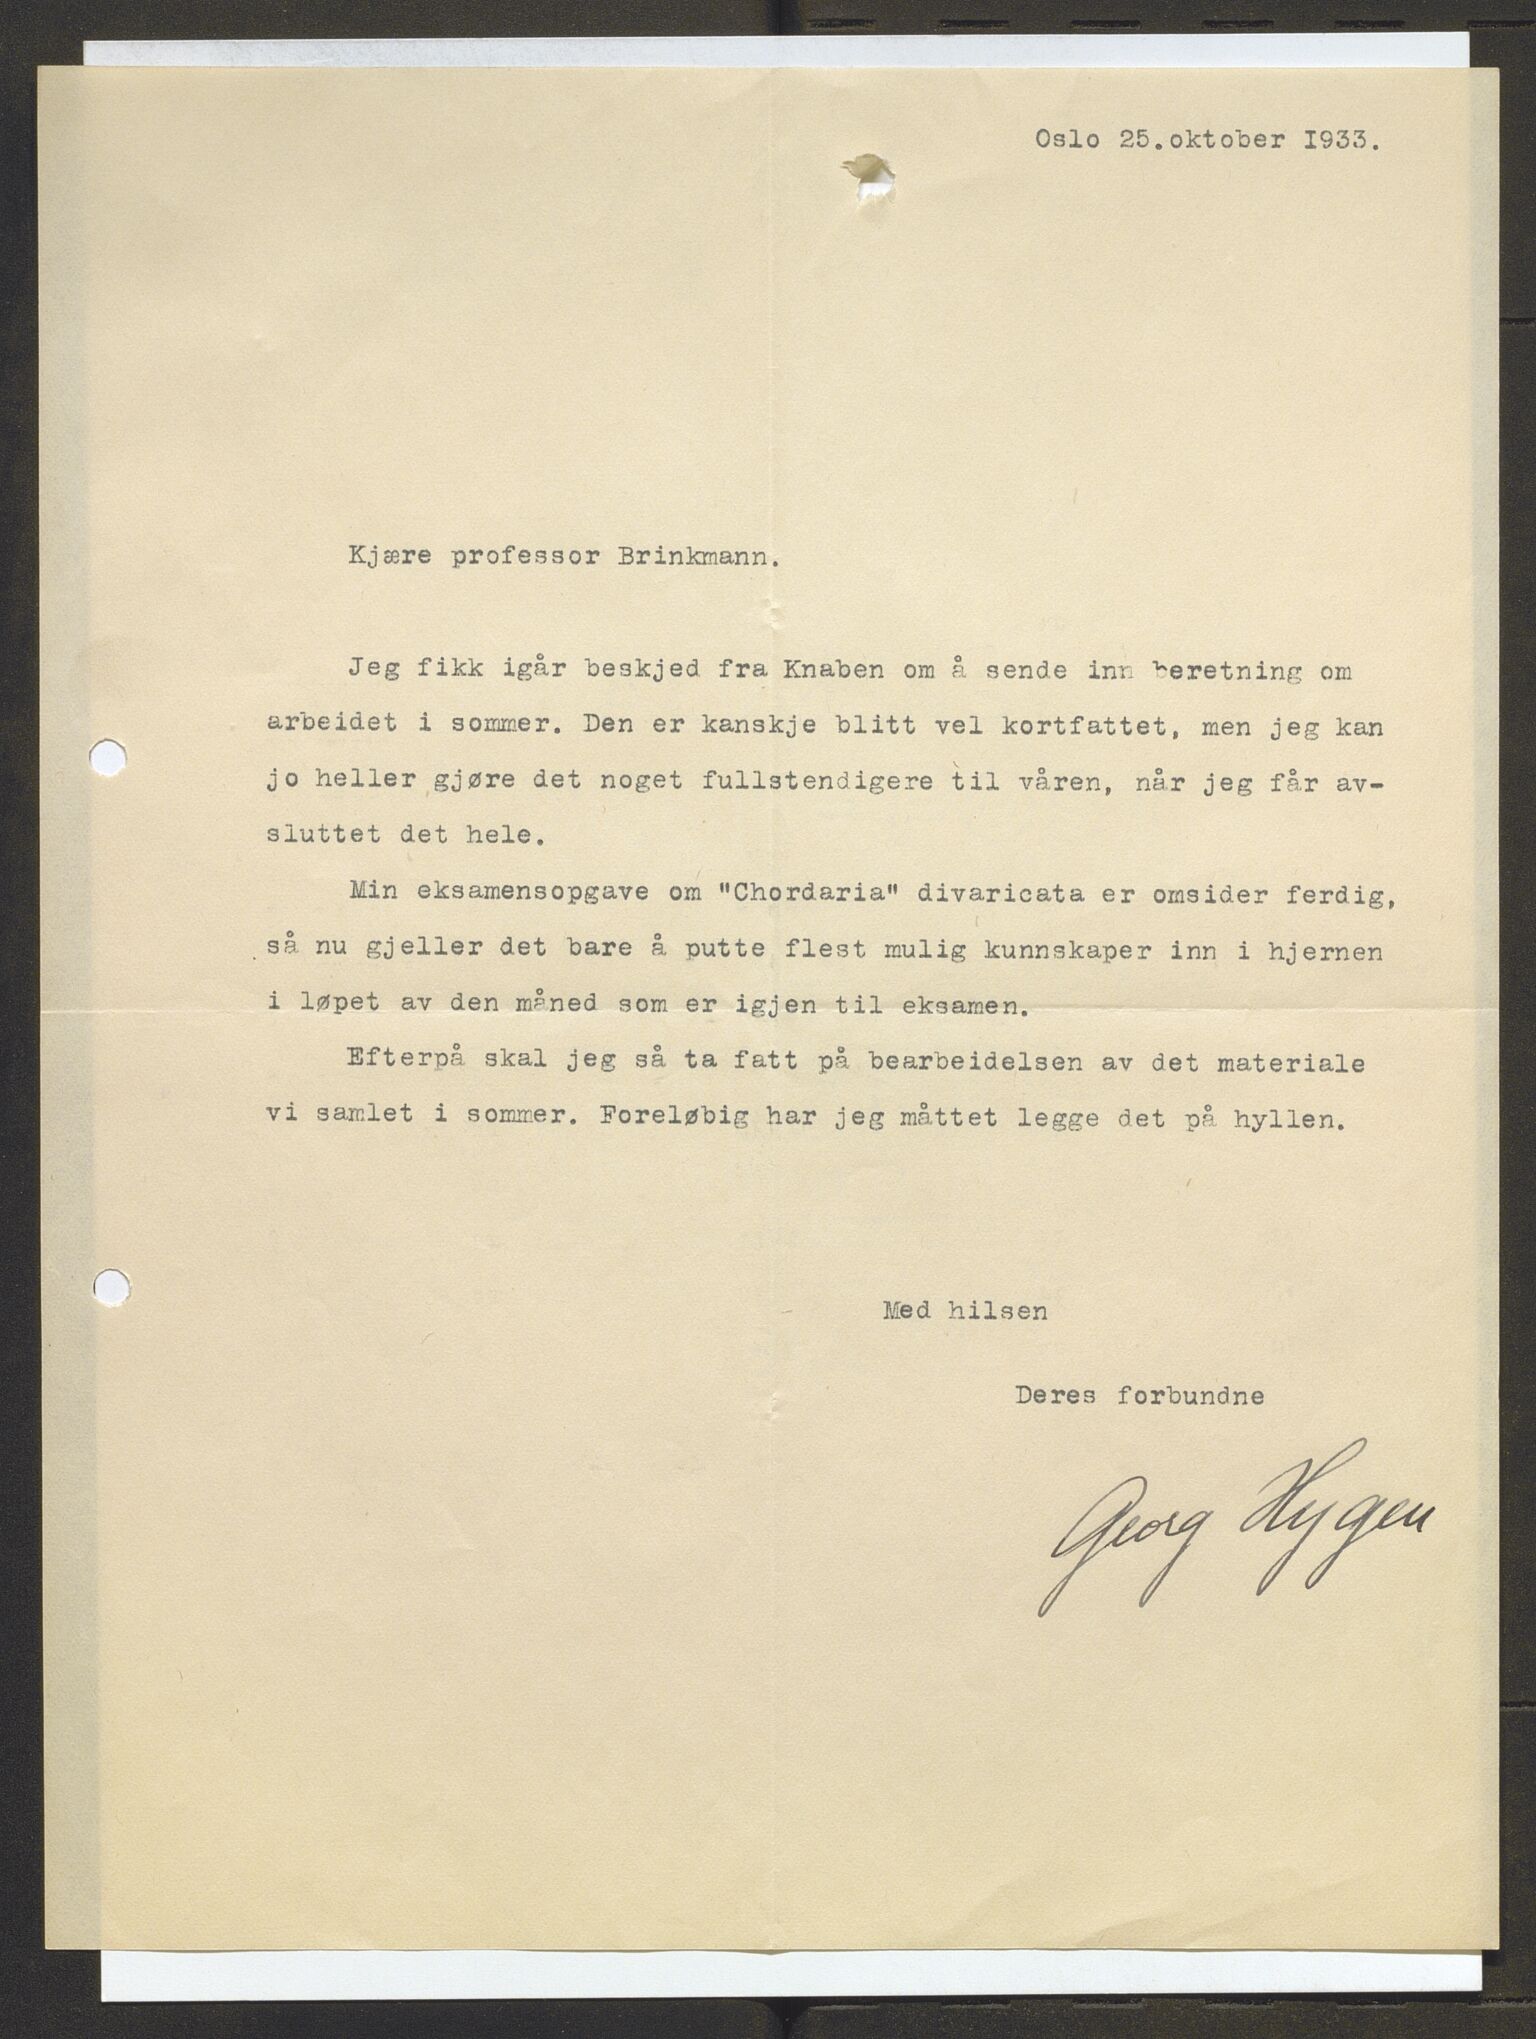 Oslo 25.oktober I933.
Kjære professor Brinkmann.
Jeg fikk igår beskjed fra Knaben om å sende inn beretning om
arbeidet i sommer. Den er kanskje blitt vel kortfattet, men jeg kan
jo heller gjøre det noget fullstendigere til våren, når jeg får av-
sluttet det hele.
Min eksamensopgave om "Chordaria" divaricata er omsider ferdig,
så nu gjeller det bare å putte flest mulig kunnskaper inn i hjernen
i løpet av den måned som er igjen til eksamen.
Efterpå skal jeg så ta fatt på bearbeidelsen av det materiale
vi samlet i sommer. Foreløbig har jeg måttet legge det på hyllen.
Med hilsen
Deres forbundne
Georg Hygen